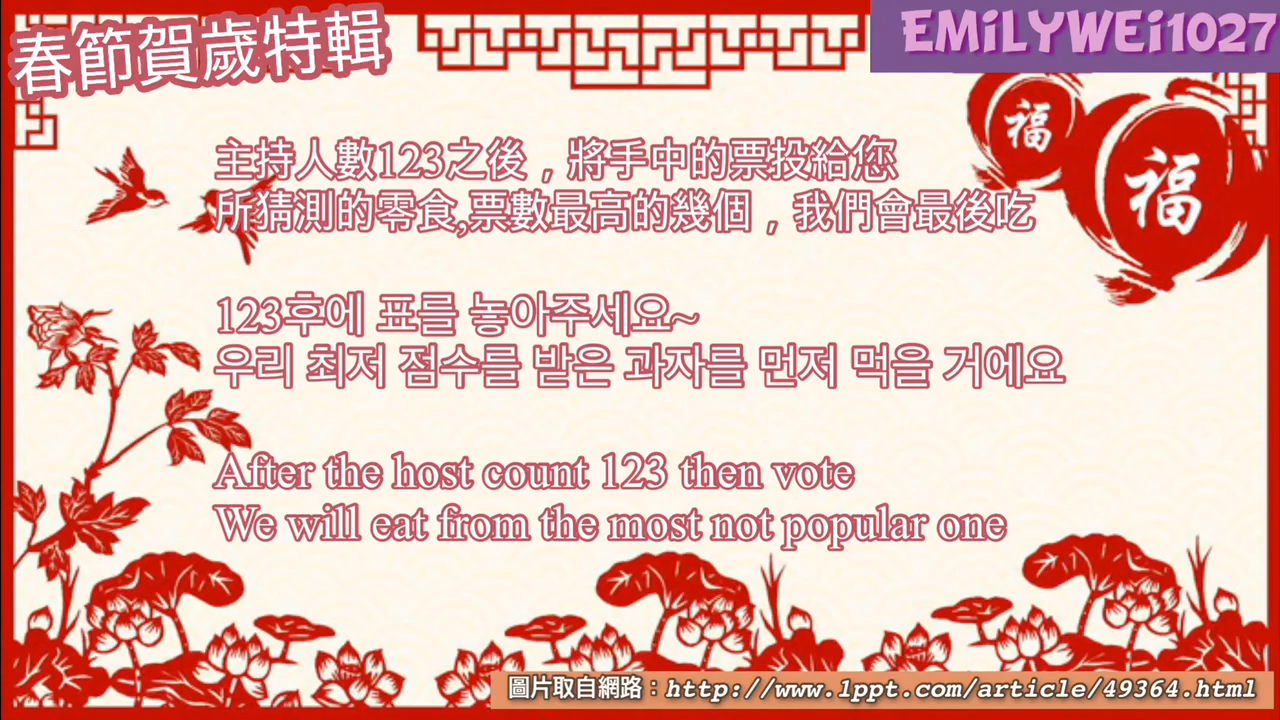 春節賀歲特輯
EMiLYWEi1027
福
福
主持人數123之後，將手中的票投給您
所猜測的零食,票數最高的幾個，我們會最後吃
123후에 표를 놓아주세요~
우리 최저 점수를 받은 과자를 먼저 먹을 거에요
After the host count 123 then vote
We will eat from the most not popular one
圖片取自網路：http://www.1ppt.com/article/49364.html